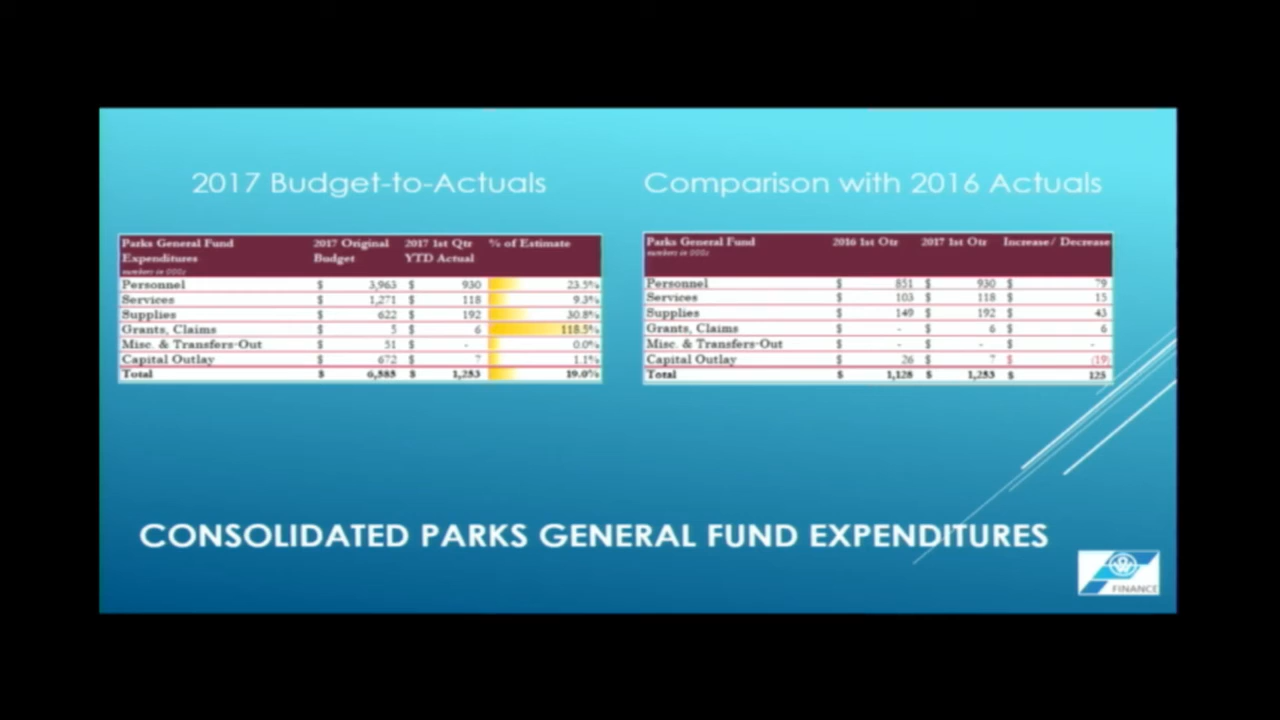 2017 Budget-to-Actuals
Parks General Fund Expenditures numbers in 000s 2017 Original Budget 2017 1st Qtr YTD Actual % of Estimate
Personnel $ 3,963 $ 930 23.5%
Services $ 1,271 $ 118 9.3%
Supplies $ 622 $ 192 30.8%
Grants, Claims $ 5 $ 6 118.5%
Misc. & Transfers-Out $ 51 $ - 0.0%
Capital Outlay $ 672 $ 7 1.1%
Total $ 6,585 $ 1,253 19.0%
Comparison with 2016 Actuals
Parks General Fund numbers in 000s 2016 1st Qtr 2017 1st Qtr Increase/ Decrease
Personnel $ 851 $ 930 $ 79
Services $ 103 $ 118 $ 15
Supplies $ 149 $ 192 $ 43
Grants, Claims $ - $ 6 $ 6
Misc. & Transfers-Out $ - $ - $ -
Capital Outlay $ 26 $ 7 $ (19)
Total $ 1,128 $ 1,253 $ 125
CONSOLIDATED PARKS GENERAL FUND EXPENDITURES
FINANCE